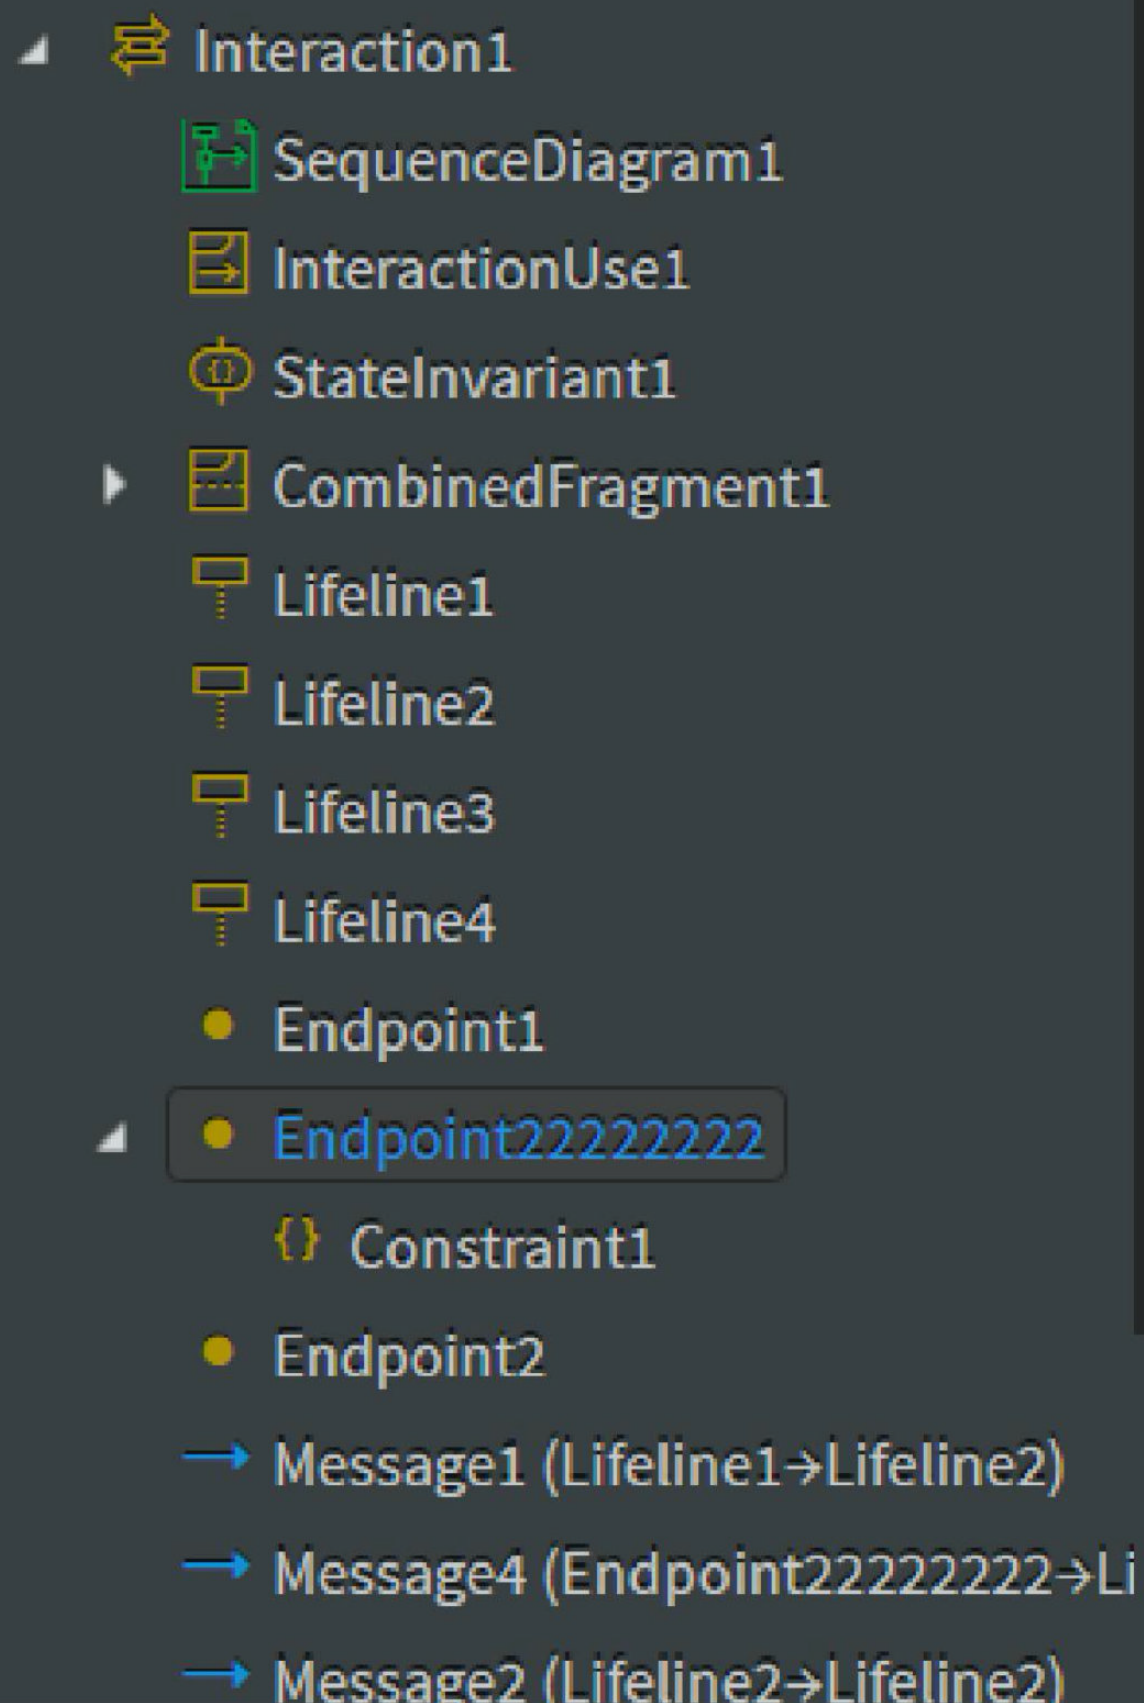 Interaction1
SequenceDiagram1
InteractionUse1
StateInvariant1
CombinedFragment1
Lifeline1
Lifeline2
Lifeline3
Lifeline4
Endpoint1
Endpoint22222222
{} Constraint1
Endpoint2
Message1 (Lifeline1→Lifeline2)
Message4 (Endpoint22222222→Li
Message2 (Lifeline2→Lifeline2)